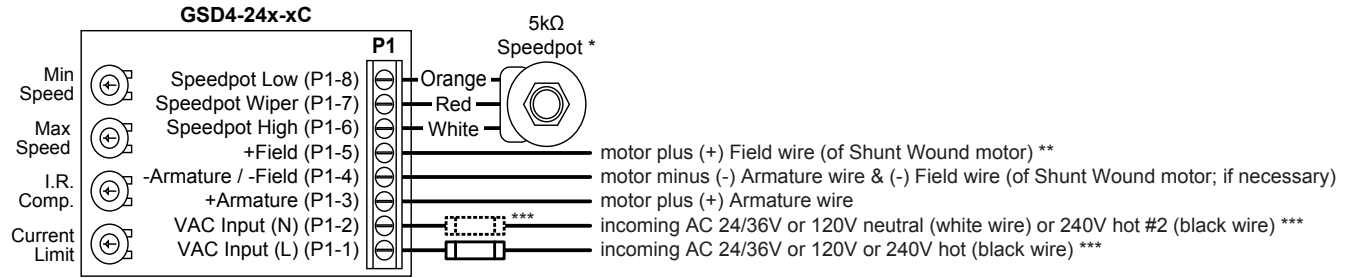 GSD4-24x-xC
P1
5kΩ
Speedpot *
Min
Speed
Max
Speed
I.R.
Comp.
Current
Limit
Speedpot Low (P1-8)
Orange
Speedpot Wiper (P1-7)
Red
Speedpot High (P1-6)
White
+Field (P1-5)
motor plus (+) Field wire (of Shunt Wound motor) **
-Armature / -Field (P1-4)
motor minus (-) Armature wire & (-) Field wire (of Shunt Wound motor; if necessary)
+Armature (P1-3)
motor plus (+) Armature wire
VAC Input (N) (P1-2)
***
incoming AC 24/36V or 120V neutral (white wire) or 240V hot #2 (black wire) ***
VAC Input (L) (P1-1)
incoming AC 24/36V or 120V or 240V hot (black wire) ***